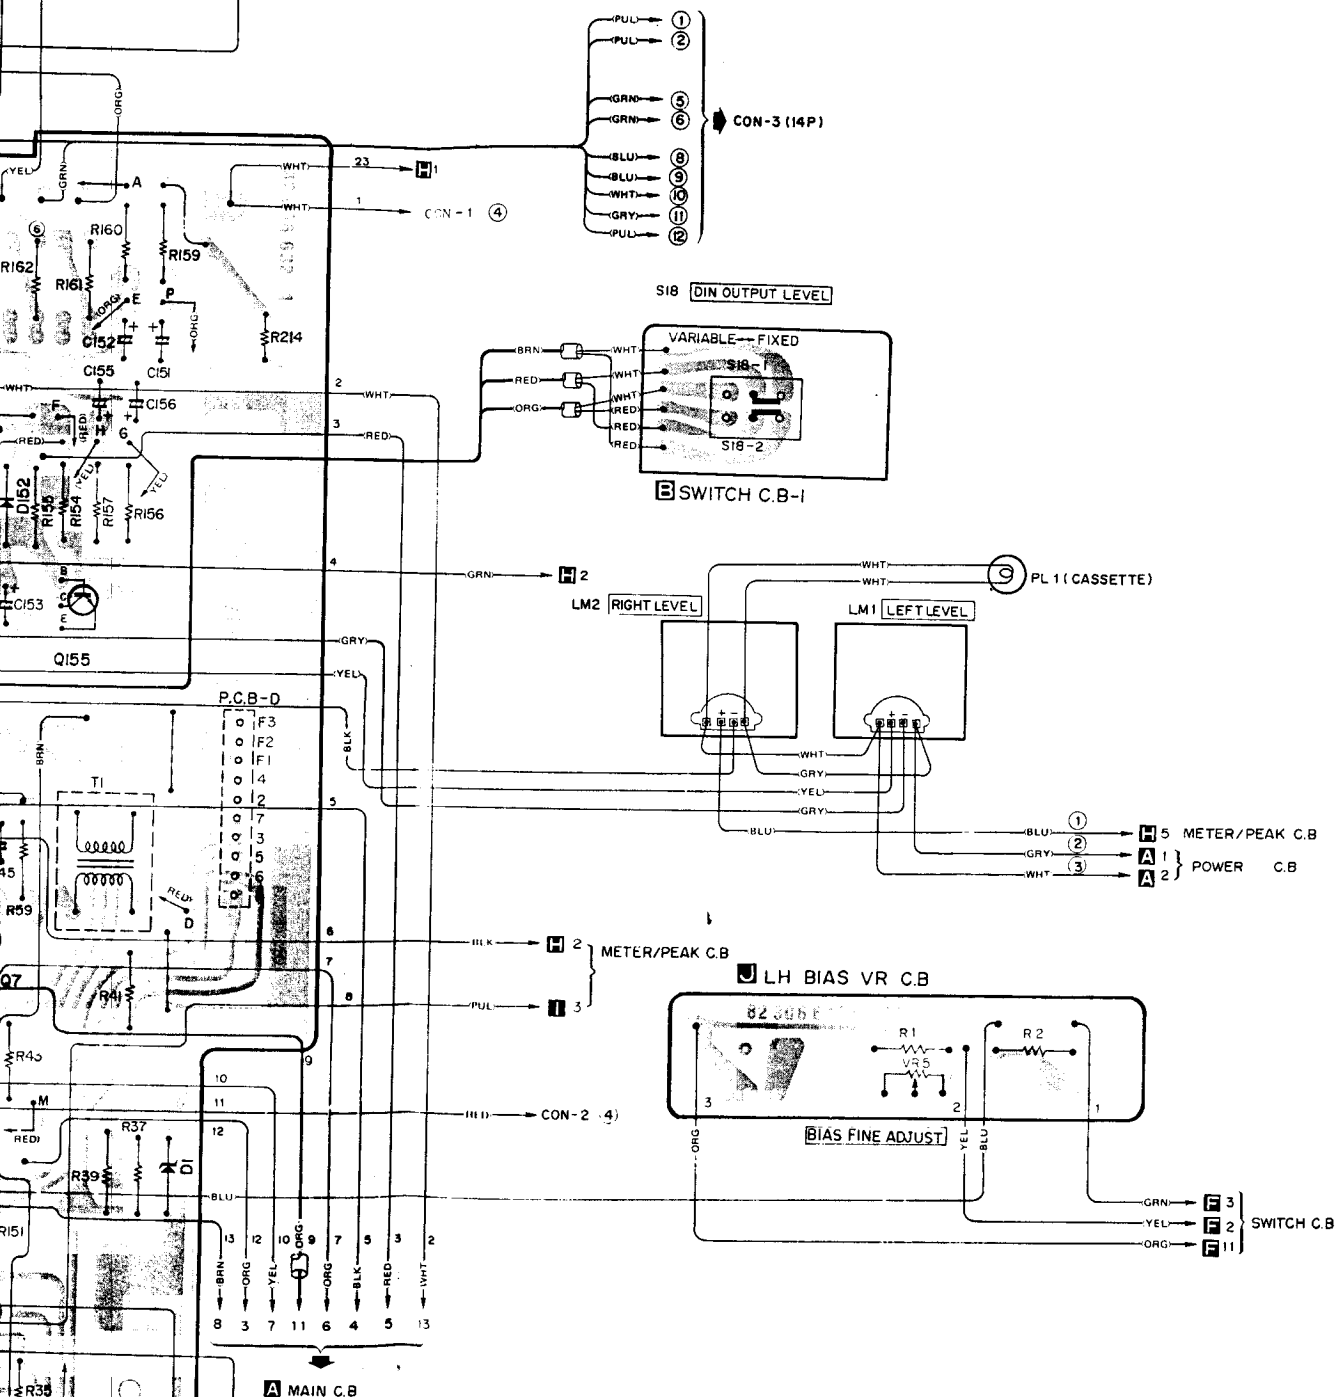 (PUL) ①
(PUL) ②
(GRN) ⑤
(GRN) ⑥
CON-3 (14P)
(BLU) ⑧
(BLU) ⑨
(WHT) ⑩
(GRY) ⑪
(PUL) ⑫
ORG
YEL
GRN
A
WHT 23 H 1
WHT 1 CON-1 ④
⑥
R160
R162
R159
R161
(ORG)
E
P
ORG
C152
R214
C155
C151
WHT
C156
2
WHT
F
(RED)
H
G
3
(RED)
(RED)
(YEL)
YEL
D152
R155
R154
R157
R156
S18 DIN OUTPUT LEVEL
VARIABLE FIXED
BRN
WHT
S18-1
RED
WHT
WHT
ORG
RED
RED
RED
S18-2
B SWITCH C.B-1
4
GRN
H 2
B
C
E
C153
Q155
WHT
WHT
PL 1 (CASSETTE)
LM2 RIGHT LEVEL
LM1 LEFT LEVEL
+ -
+ -
(GRY)
(YEL)
P.C.B-D
F3
F2
F1
4
2
7
3
5
6
BRN
BLK
WHT
GRY
YEL
GRY
5
T1
BLU
BLU ① H 5 METER/PEAK C.B
GRY ② A 1
WHT ③ A 2
POWER C.B
45
R59
RED
D
6
BLK H 2
METER/PEAK C.B
7
Q7
R41
8
PUL I 3
J LH BIAS VR C.B
R1
R2
VR5
3
2
1
BIAS FINE ADJUST
R43
9
10
11
12
M
RED
RED
CON-2 (4)
R37
R39
D1
BLU
ORG
YEL
BLU
GRN F 3
YEL F 2
ORG F 11
SWITCH C.B
R151
13 12 10 9 7 5 3 2
BRN ORG YEL ORG ORG BLK RED WHT
8 3 7 11 6 4 5 13
A MAIN C.B
R35